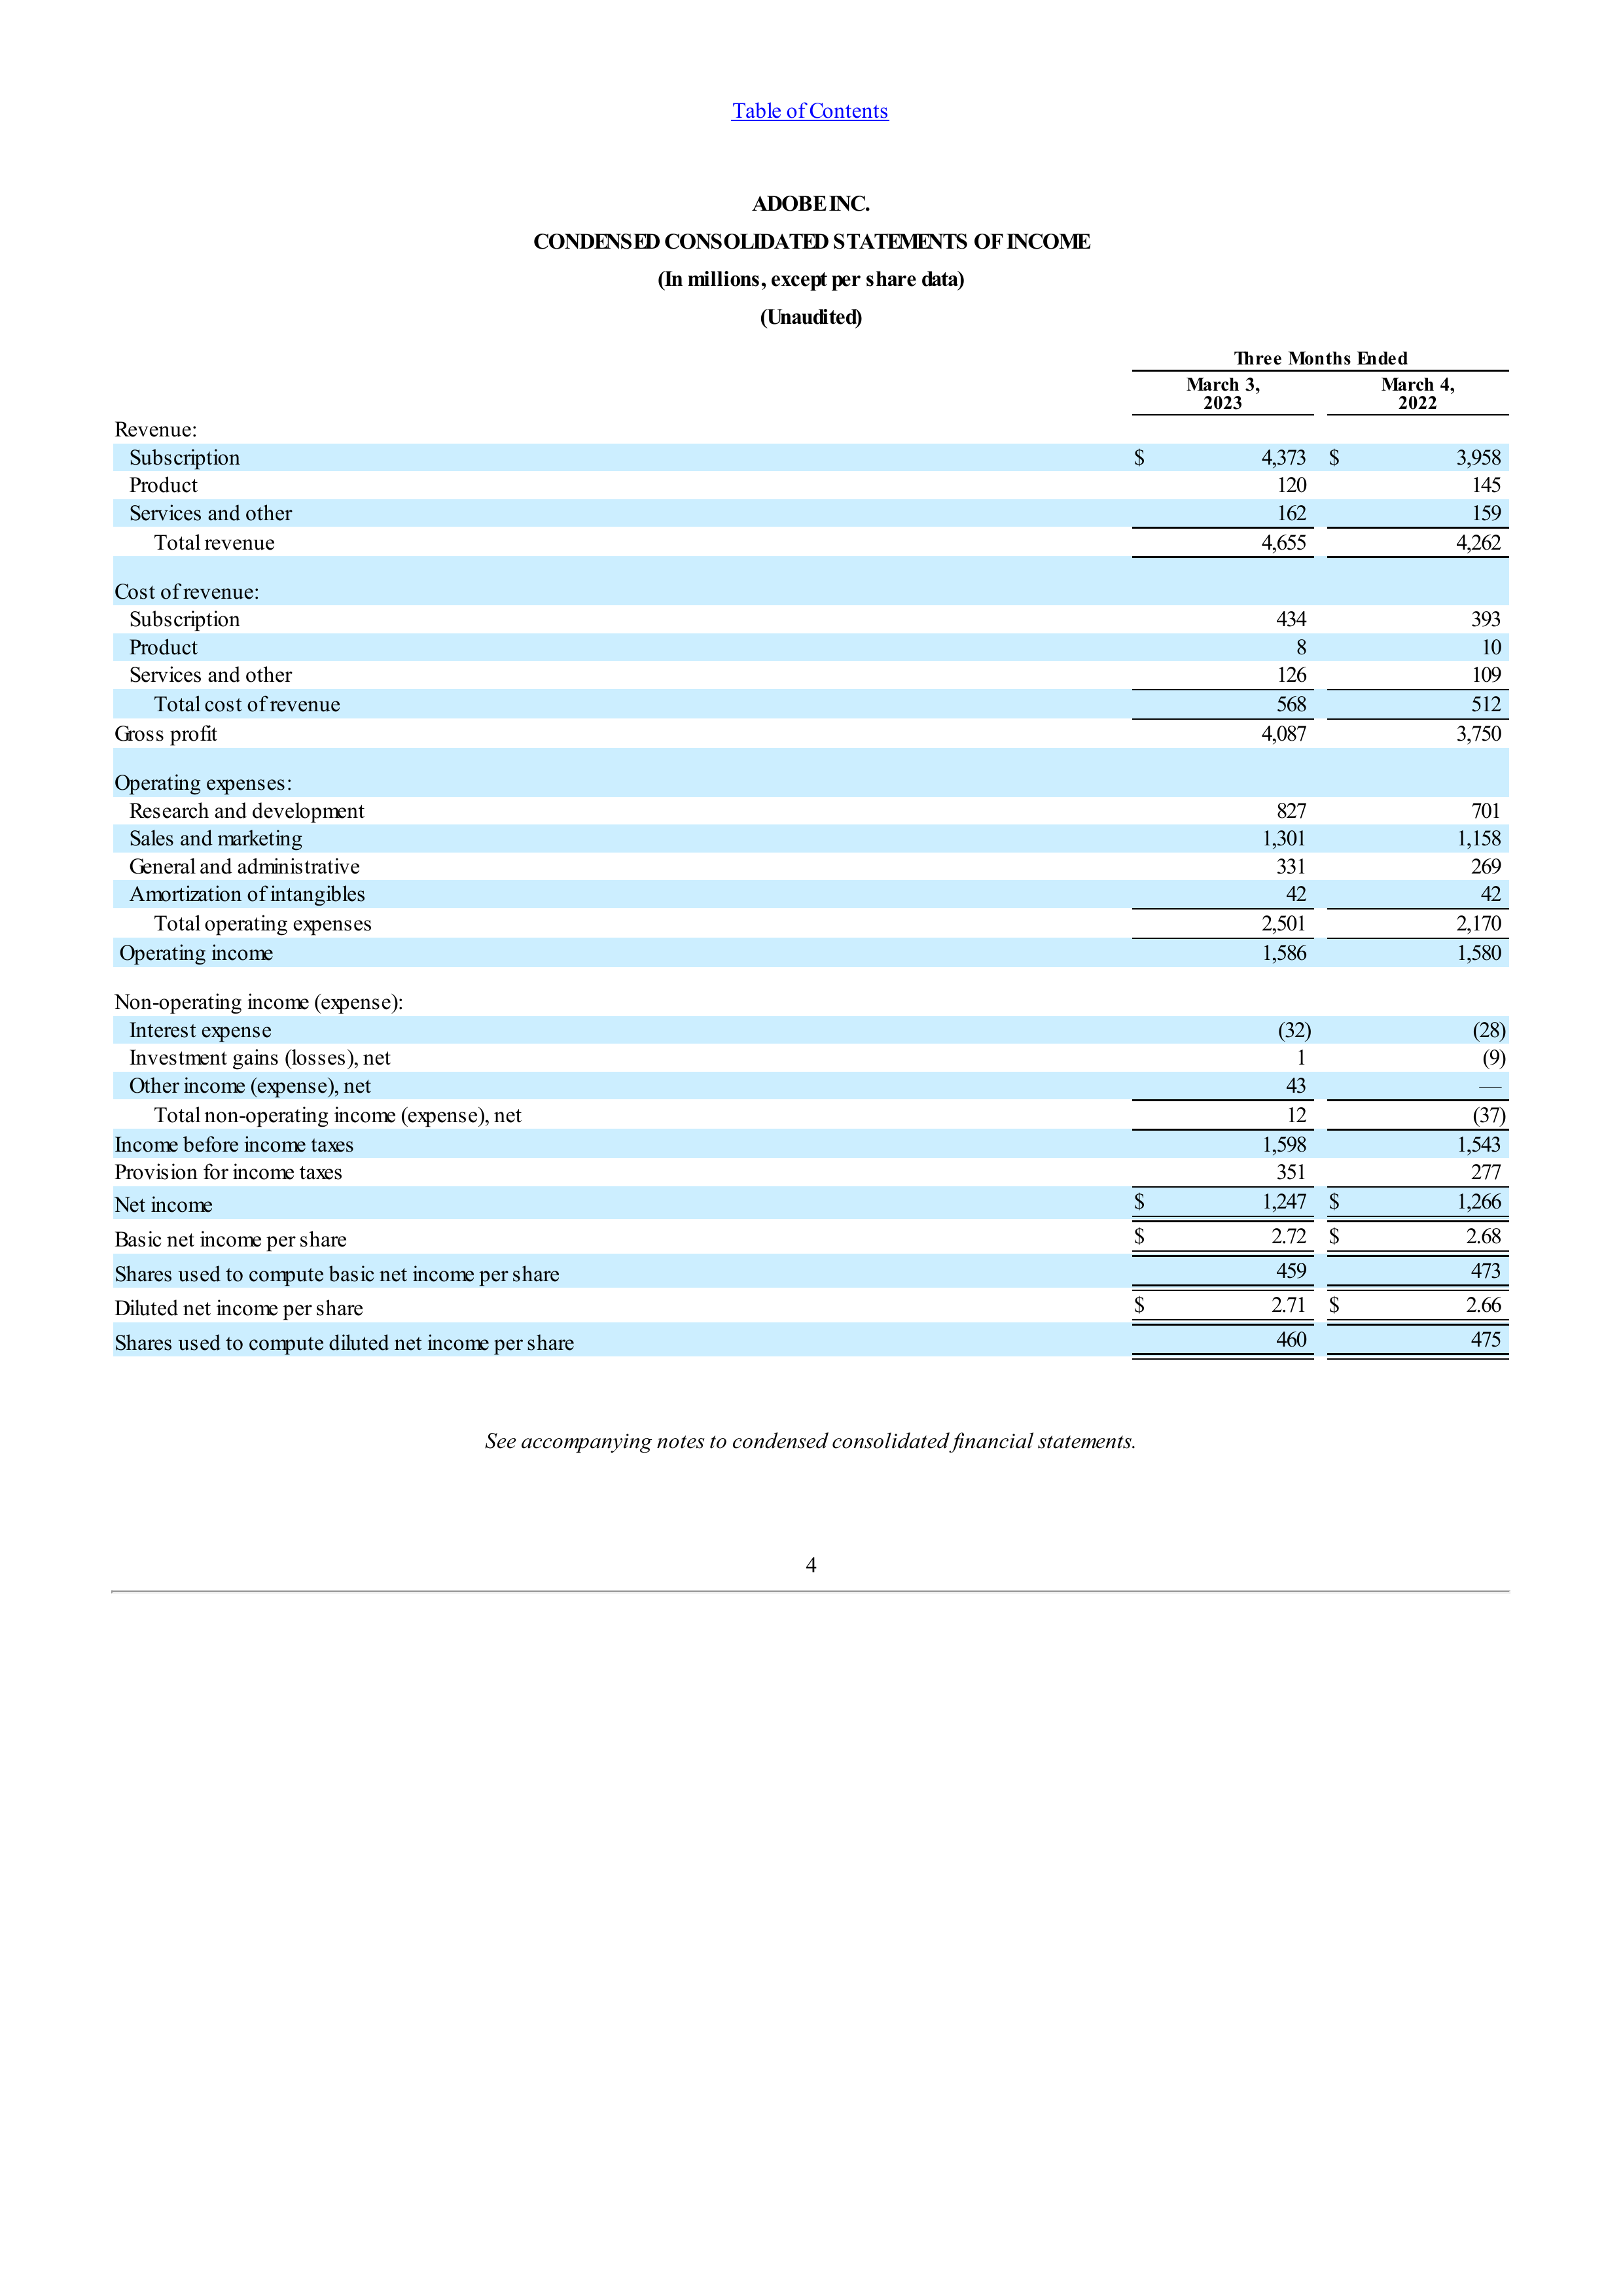 Table of Contents
ADOBE INC.
CONDENSED CONSOLIDATED STATEMENTS OF INCOME
(In millions, except per share data)
(Unaudited)
Three Months Ended
March 3, 2023 March 4, 2022
Revenue:
Subscription $ 4,373 $ 3,958
Product 120 145
Services and other 162 159
Total revenue 4,655 4,262
Cost of revenue:
Subscription 434 393
Product 8 10
Services and other 126 109
Total cost of revenue 568 512
Gross profit 4,087 3,750
Operating expenses:
Research and development 827 701
Sales and marketing 1,301 1,158
General and administrative 331 269
Amortization of intangibles 42 42
Total operating expenses 2,501 2,170
Operating income 1,586 1,580
Non-operating income (expense):
Interest expense (32) (28)
Investment gains (losses), net 1 (9)
Other income (expense), net 43 —
Total non-operating income (expense), net 12 (37)
Income before income taxes 1,598 1,543
Provision for income taxes 351 277
Net income $ 1,247 $ 1,266
Basic net income per share $ 2.72 $ 2.68
Shares used to compute basic net income per share 459 473
Diluted net income per share $ 2.71 $ 2.66
Shares used to compute diluted net income per share 460 475
See accompanying notes to condensed consolidated financial statements.
4